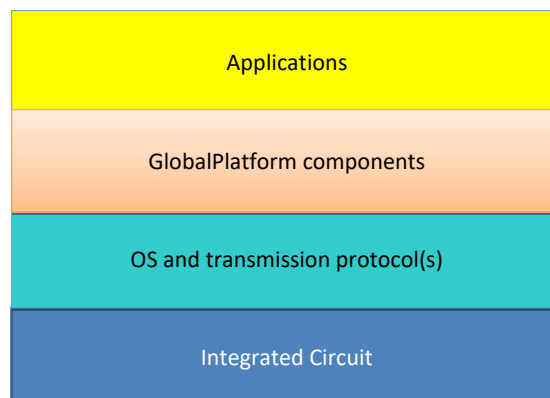 Applications
GlobalPlatform components
OS and transmission protocol(s)
Integrated Circuit